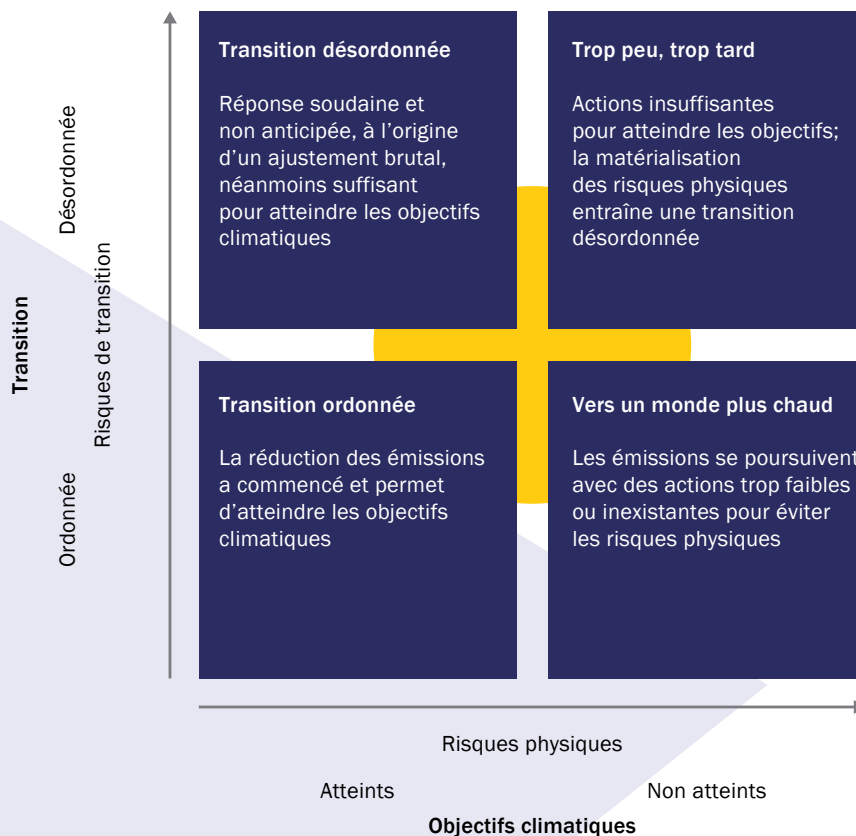 Transition désordonnée
Réponse soudaine et
non anticipée, à l'origine
d'un ajustement brutal,
néanmoins suffisant
pour atteindre les objectifs
climatiques
Trop peu, trop tard
Actions insuffisantes
pour atteindre les objectifs;
la matérialisation
des risques physiques
entraîne une transition
désordonnée
Désordonnée
Risques de transition
Transition
Ordonnée
Transition ordonnée
La réduction des émissions
a commencé et permet
d'atteindre les objectifs
climatiques
Vers un monde plus chaud
Les émissions se poursuivent
avec des actions trop faibles
ou inexistantes pour éviter
les risques physiques
Risques physiques
Atteints
Non atteints
Objectifs climatiques